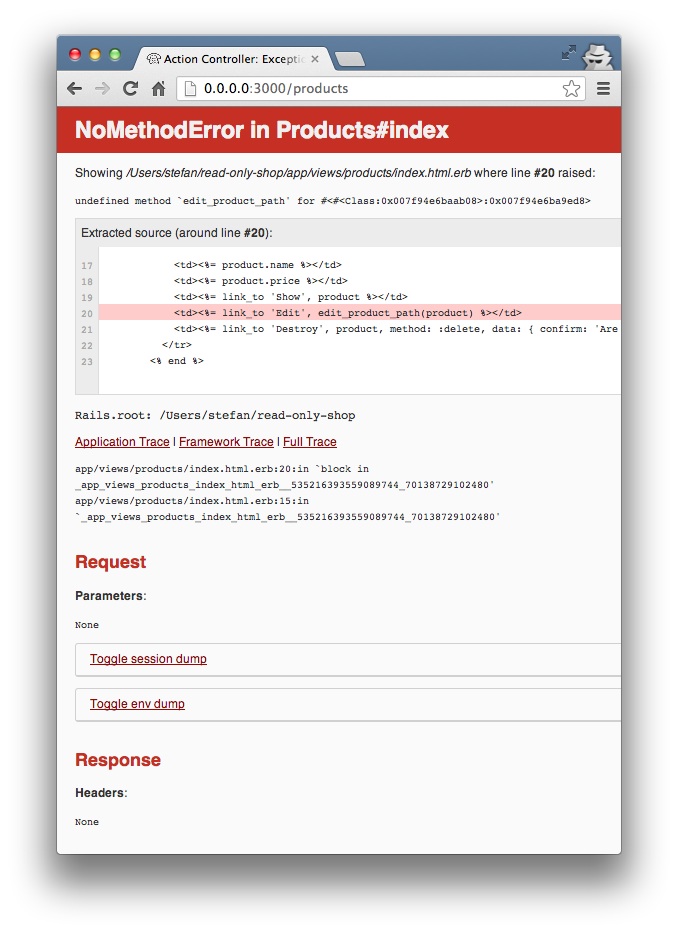 Action Controller: Excepti
0.0.0.0:3000/products
NoMethodError in Products#index
Showing /Users/stefan/read-only-shop/app/views/products/index.html.erb where line #20 raised:
undefined method `edit_product_path' for #<#<Class:0x007f94e6baab08>:0x007f94e6ba9ed8>
Extracted source (around line #20):
17 <td><%= product.name %></td>
18 <td><%= product.price %></td>
19 <td><%= link_to 'Show', product %></td>
20 <td><%= link_to 'Edit', edit_product_path(product) %></td>
21 <td><%= link_to 'Destroy', product, method: :delete, data: { confirm: 'Are
22 </tr>
23 <% end %>
Rails.root: /Users/stefan/read-only-shop
Application Trace | Framework Trace | Full Trace
app/views/products/index.html.erb:20:in `block in
_app_views_products_index_html_erb__535216393559089744_70138729102480'
app/views/products/index.html.erb:15:in
`_app_views_products_index_html_erb__535216393559089744_70138729102480'
Request
Parameters:
None
Toggle session dump
Toggle env dump
Response
Headers:
None